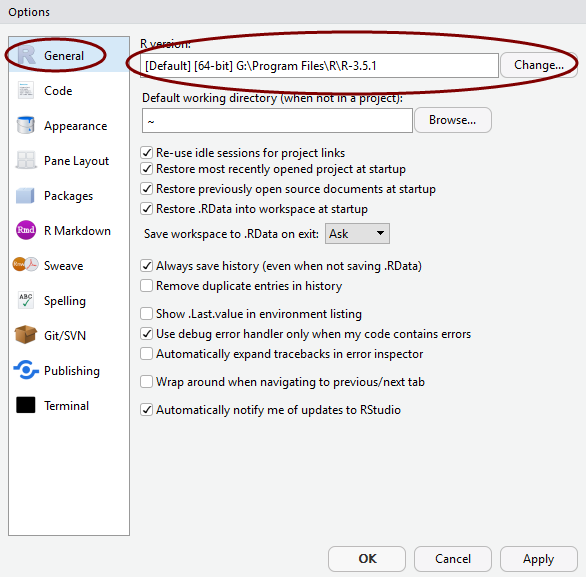 Options
General
Code
Appearance
Pane Layout
Packages
Rmd R Markdown
Sweave
ABC Spelling
Git/SVN
Publishing
Terminal
R version:
[Default] [64-bit] G:\Program Files\R\R-3.5.1 Change...
Default working directory (when not in a project):
~ Browse...
Re-use idle sessions for project links
Restore most recently opened project at startup
Restore previously open source documents at startup
Restore .RData into workspace at startup
Save workspace to .RData on exit: Ask
Always save history (even when not saving .RData)
Remove duplicate entries in history
Show .Last.value in environment listing
Use debug error handler only when my code contains errors
Automatically expand tracebacks in error inspector
Wrap around when navigating to previous/next tab
Automatically notify me of updates to RStudio
OK Cancel Apply